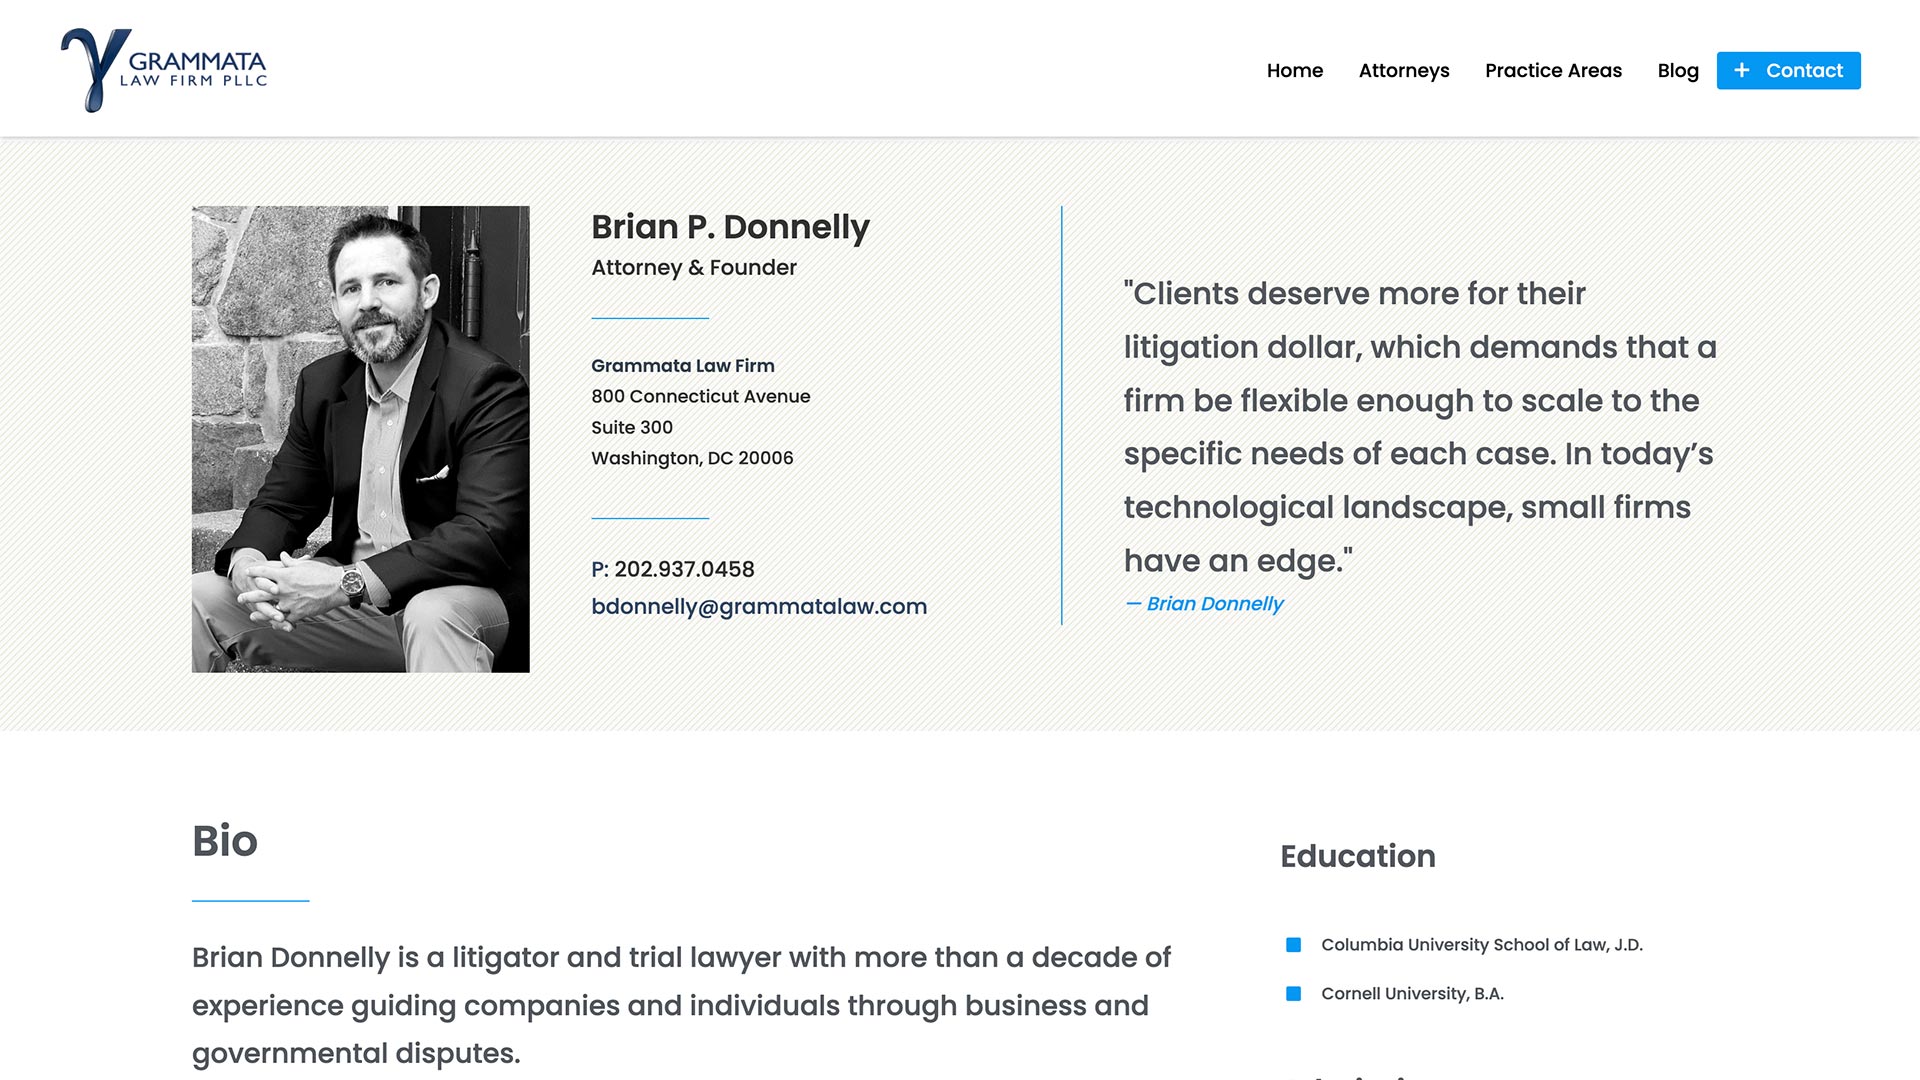 GRAMMATA
LAW FIRM PLLC
Home
Attorneys
Practice Areas
Blog
+ Contact
Brian P. Donnelly
Attorney & Founder
Grammata Law Firm
800 Connecticut Avenue
Suite 300
Washington, DC 20006
P: 202.937.0458
bdonnelly@grammatalaw.com
"Clients deserve more for their
litigation dollar, which demands that a
firm be flexible enough to scale to the
specific needs of each case. In today’s
technological landscape, small firms
have an edge."
— Brian Donnelly
Bio
Brian Donnelly is a litigator and trial lawyer with more than a decade of
experience guiding companies and individuals through business and
governmental disputes.
Education
Columbia University School of Law, J.D.
Cornell University, B.A.